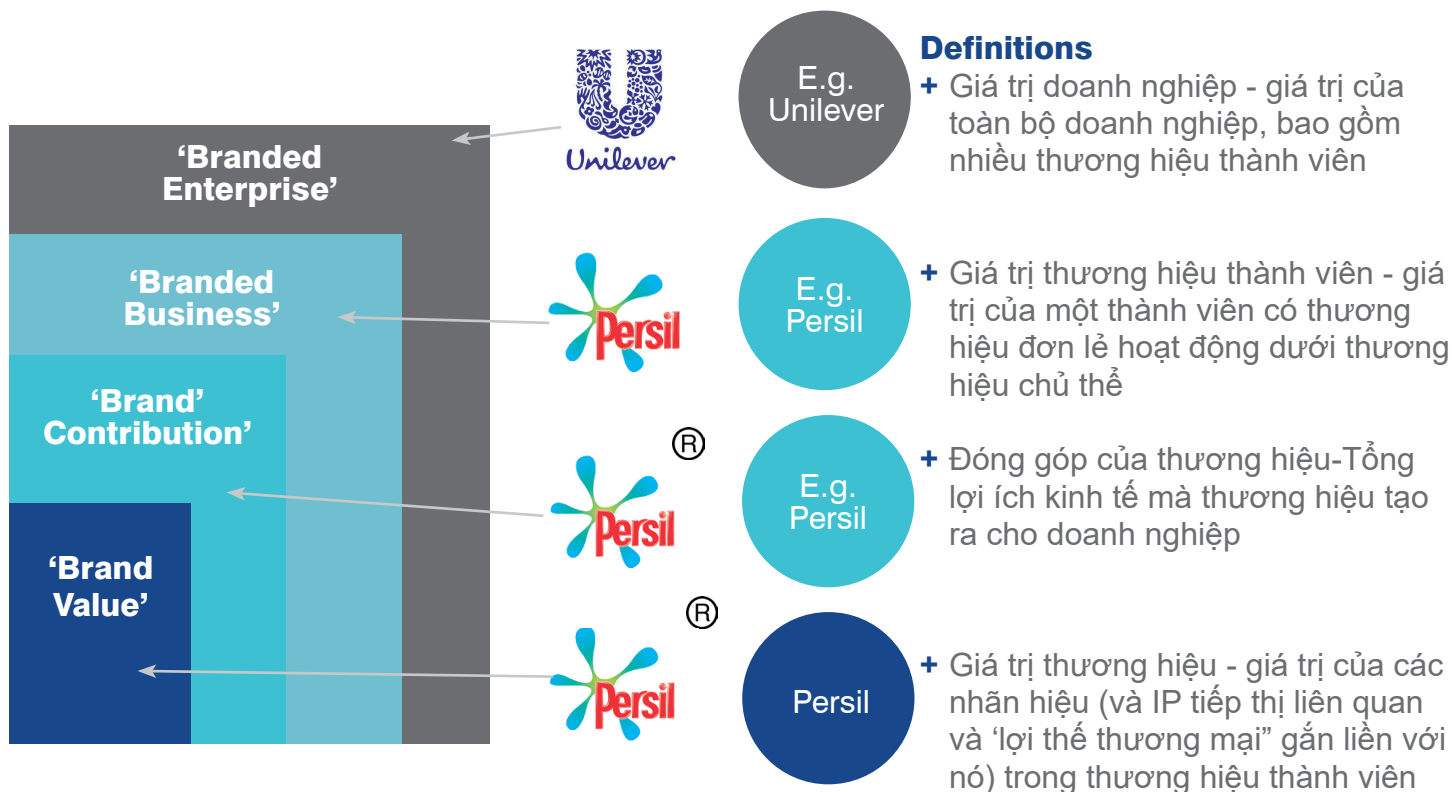 Definitions
‘Branded
Enterprise’
Unilever
E.g.
Unilever
+ Giá trị doanh nghiệp - giá trị của
toàn bộ doanh nghiệp, bao gồm
nhiều thương hiệu thành viên
‘Branded
Business’
Persil
E.g.
Persil
+ Giá trị thương hiệu thành viên - giá
trị của một thành viên có thương
hiệu đơn lẻ hoạt động dưới thương
hiệu chủ thể
‘Brand’
Contribution’
®
Persil
E.g.
Persil
+ Đóng góp của thương hiệu-Tổng
lợi ích kinh tế mà thương hiệu tạo
ra cho doanh nghiệp
‘Brand
Value’
®
Persil
Persil
+ Giá trị thương hiệu - giá trị của các
nhãn hiệu (và IP tiếp thị liên quan
và ‘lợi thế thương mại” gắn liền với
nó) trong thương hiệu thành viên